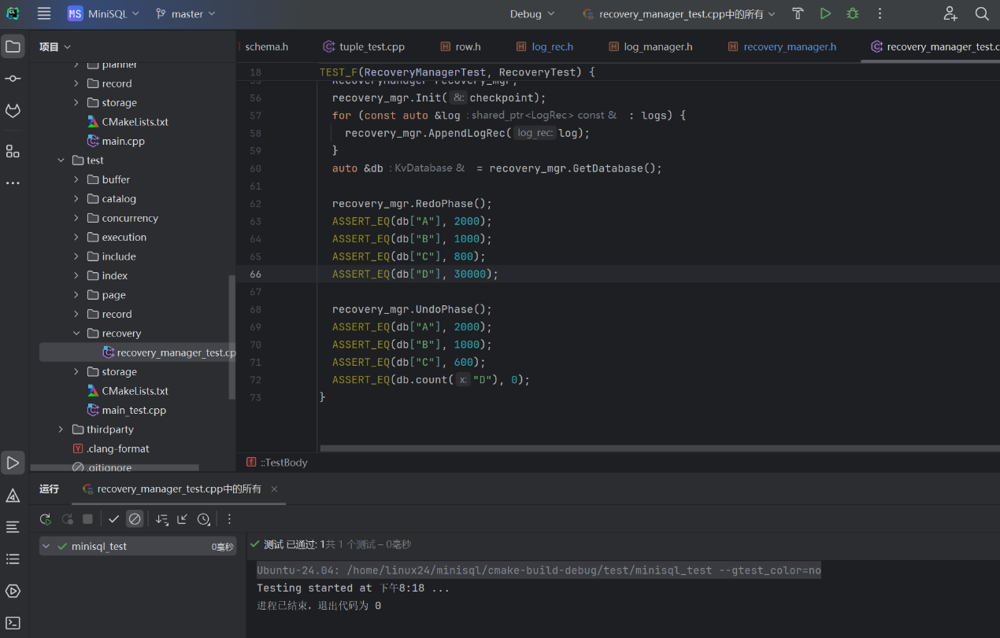 MS MiniSQL master Debug recovery_manager_test.cpp中的所有
项目
schema.h tuple_test.cpp row.h log_rec.h log_manager.h recovery_manager.h recovery_manager_test.c
planner
record
storage
CMakeLists.txt
main.cpp
test
buffer
catalog
concurrency
execution
include
index
page
record
recovery
recovery_manager_test.cp
storage
CMakeLists.txt
main_test.cpp
thirdparty
.clang-format
.gitignore
18 TEST_F(RecoveryManagerTest, RecoveryTest) {
55 RecoveryManager recovery_mgr;
56 recovery_mgr.Init( &: checkpoint);
57 for (const auto &log : shared_ptr<LogRec> const & : logs) {
58 recovery_mgr.AppendLogRec( log_rec: log);
59 }
60 auto &db : KvDatabase & = recovery_mgr.GetDatabase();
61
62 recovery_mgr.RedoPhase();
63 ASSERT_EQ(db["A"], 2000);
64 ASSERT_EQ(db["B"], 1000);
65 ASSERT_EQ(db["C"], 800);
66 ASSERT_EQ(db["D"], 30000);
67
68 recovery_mgr.UndoPhase();
69 ASSERT_EQ(db["A"], 2000);
70 ASSERT_EQ(db["B"], 1000);
71 ASSERT_EQ(db["C"], 600);
72 ASSERT_EQ(db.count( x: "D"), 0);
73 }
::TestBody
运行 recovery_manager_test.cpp中的所有
minisql_test 0毫秒
测试 已通过: 1共 1 个测试 – 0毫秒
Ubuntu-24.04: /home/linux24/minisql/cmake-build-debug/test/minisql_test --gtest_color=no
Testing started at 下午8:18 ...
进程已结束，退出代码为 0